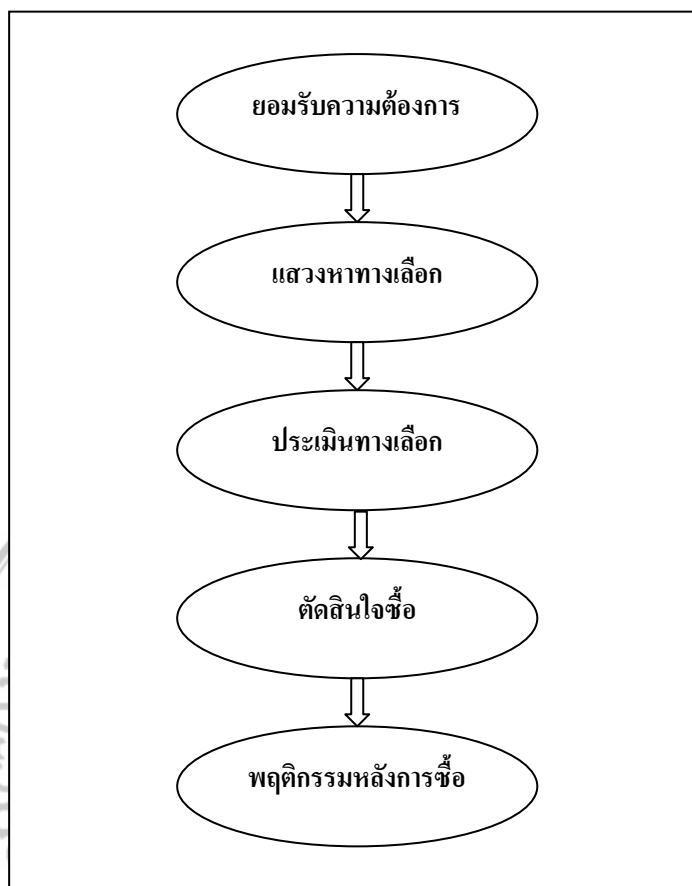 ยอมรับความต้องการ
แสวงหาทางเลือก
ประเมินทางเลือก
ตัดสินใจซื้อ
พฤติกรรมหลังการซื้อ